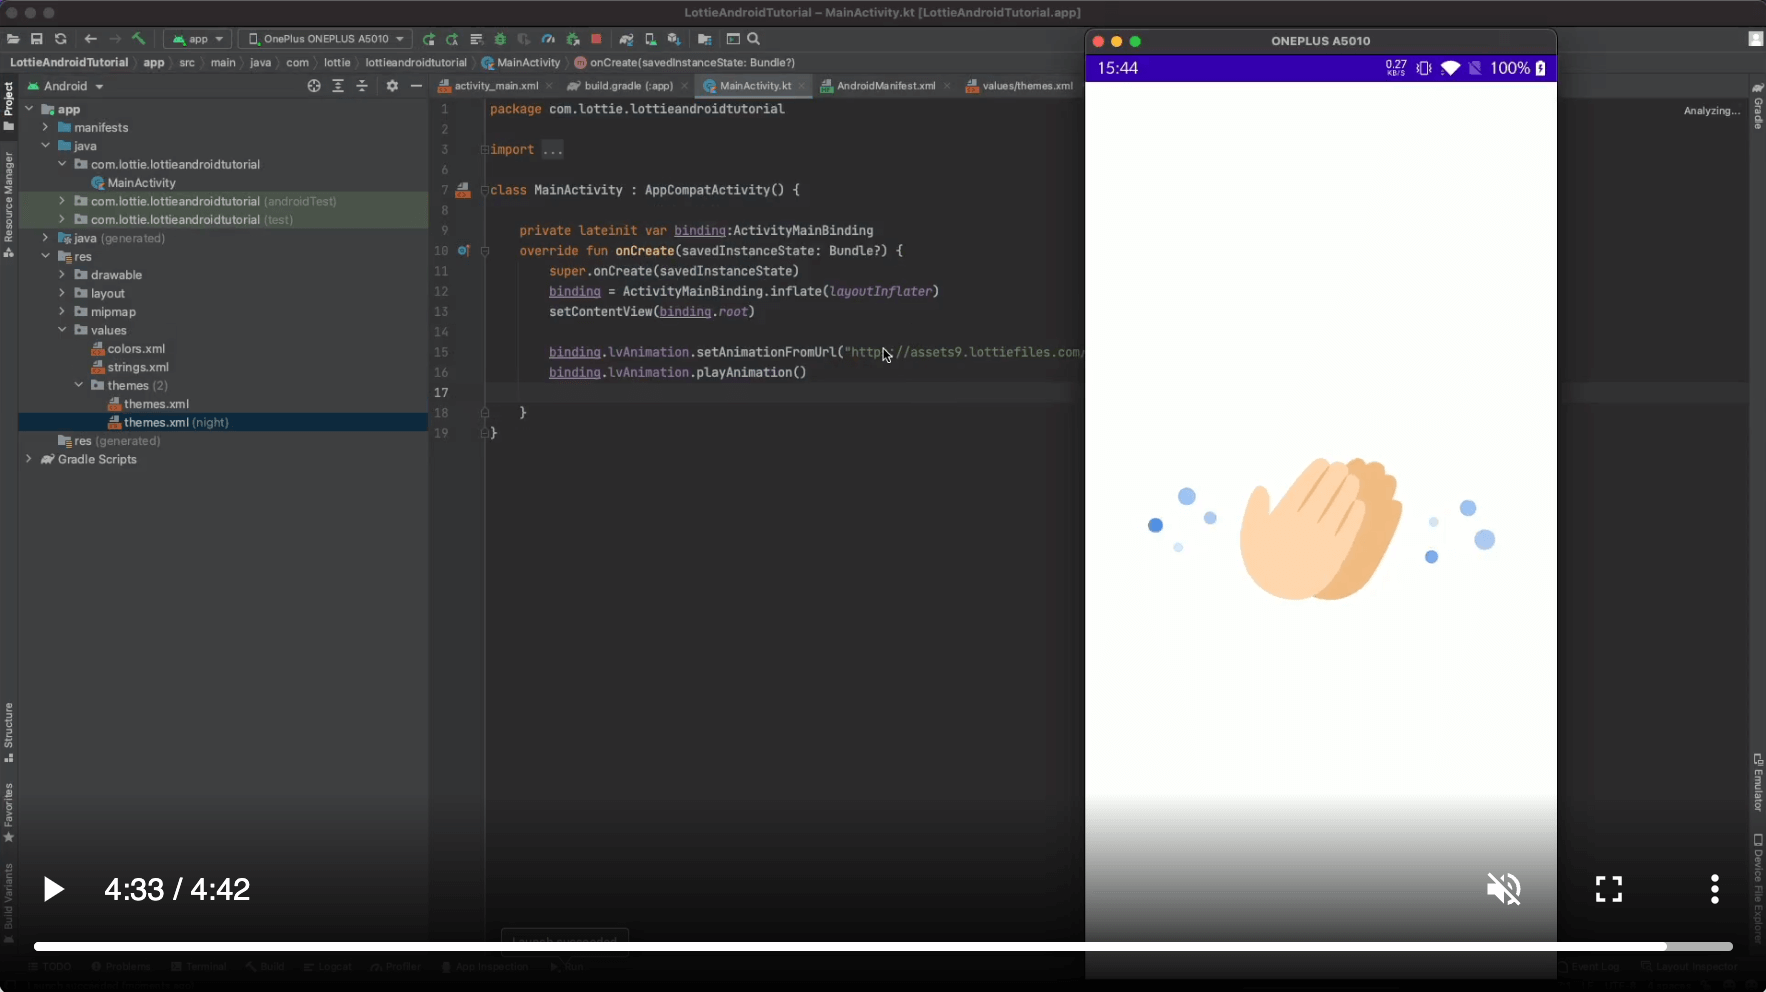 LottieAndroidTutorial – MainActivity.kt [LottieAndroidTutorial.app]
app
OnePlus ONEPLUS A5010
LottieAndroidTutorial app src main java com lottie lottieandroidtutorial MainActivity onCreate(savedInstanceState: Bundle?)
Project
Resource Manager
Structure
Favorites
Build Variants
Android
app
manifests
java
com.lottie.lottieandroidtutorial
MainActivity
com.lottie.lottieandroidtutorial (androidTest)
com.lottie.lottieandroidtutorial (test)
java (generated)
res
drawable
layout
mipmap
values
colors.xml
strings.xml
themes (2)
themes.xml
themes.xml (night)
res (generated)
Gradle Scripts
activity_main.xml build.gradle (:app) MainActivity.kt AndroidManifest.xml values/themes.xml
1 package com.lottie.lottieandroidtutorial
2
3 import ...
6
7 class MainActivity : AppCompatActivity() {
8
9 private lateinit var binding:ActivityMainBinding
10 override fun onCreate(savedInstanceState: Bundle?) {
11 super.onCreate(savedInstanceState)
12 binding = ActivityMainBinding.inflate(layoutInflater)
13 setContentView(binding.root)
14
15 binding.lvAnimation.setAnimationFromUrl("https://assets9.lottiefiles.com/
16 binding.lvAnimation.playAnimation()
17
18 }
19 }
ONEPLUS A5010
15:44 0.27 KB/S 100%
Analyzing...
Gradle
Emulator
Device File Explorer
4:33 / 4:42
Launch succeeded
TODO Problems Terminal Build Logcat Profiler App Inspection Run Event Log Layout Inspector